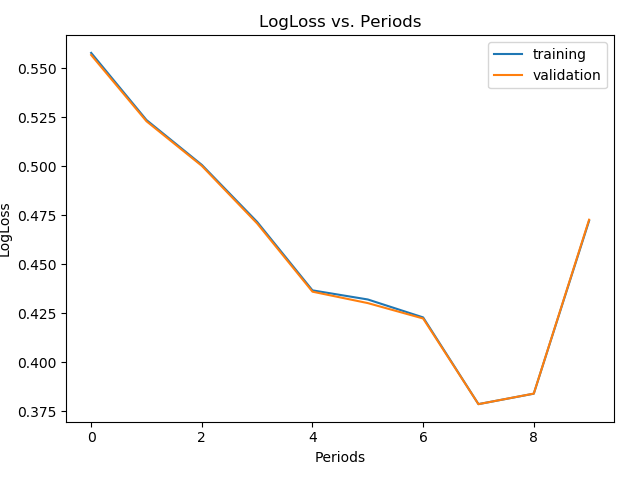 LogLoss vs. Periods
training
validation
0.550
0.525
0.500
0.475
0.450
0.425
0.400
0.375
LogLoss
0 2 4 6 8
Periods